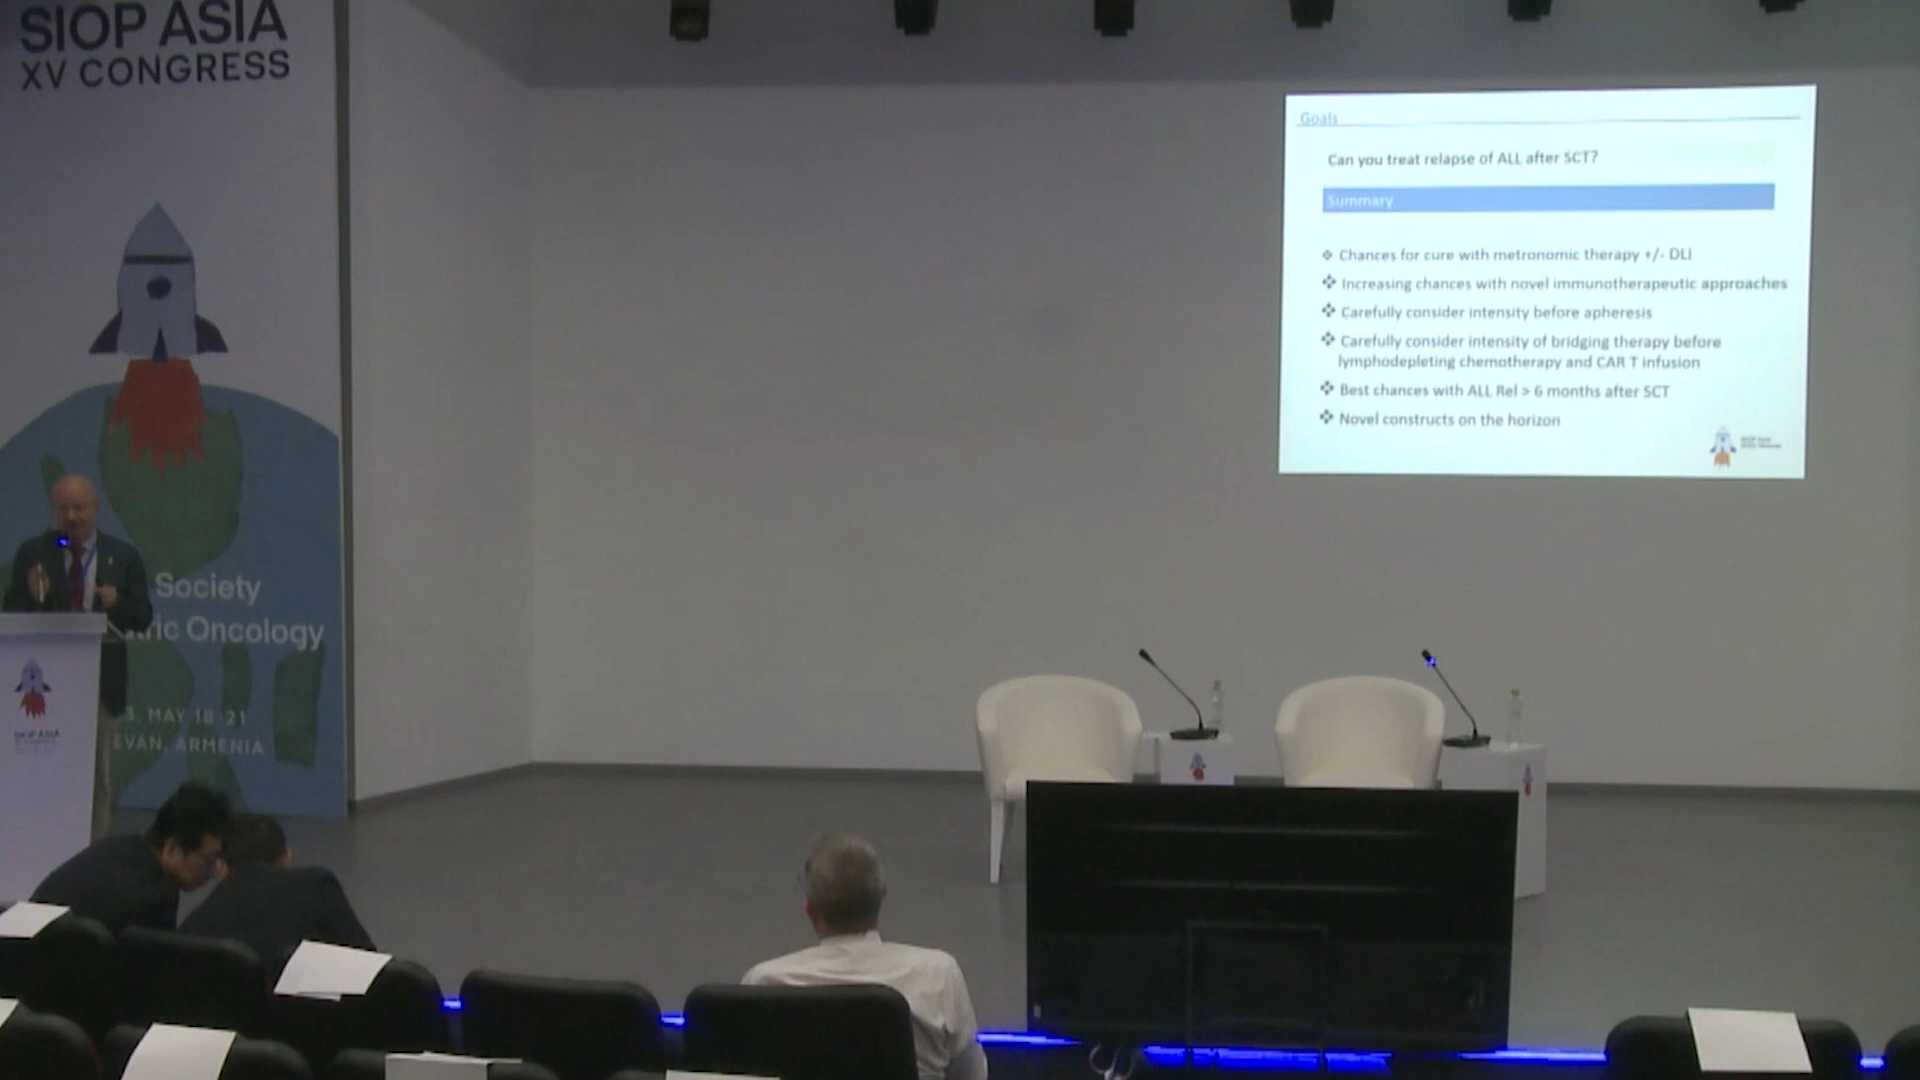 SIOP ASIA
XV CONGRESS
Society
Oncology
3, MAY 18-21
EVAN, ARMENIA
SIOP ASIA
Goals
Can you treat relapse of ALL after SCT?
Summary
Chances for cure with metronomic therapy +/- DLI
Increasing chances with novel immunotherapeutic approaches
Carefully consider intensity before apheresis
Carefully consider intensity of bridging therapy before
lymphodepleting chemotherapy and CAR T infusion
Best chances with ALL Rel > 6 months after SCT
Novel constructs on the horizon